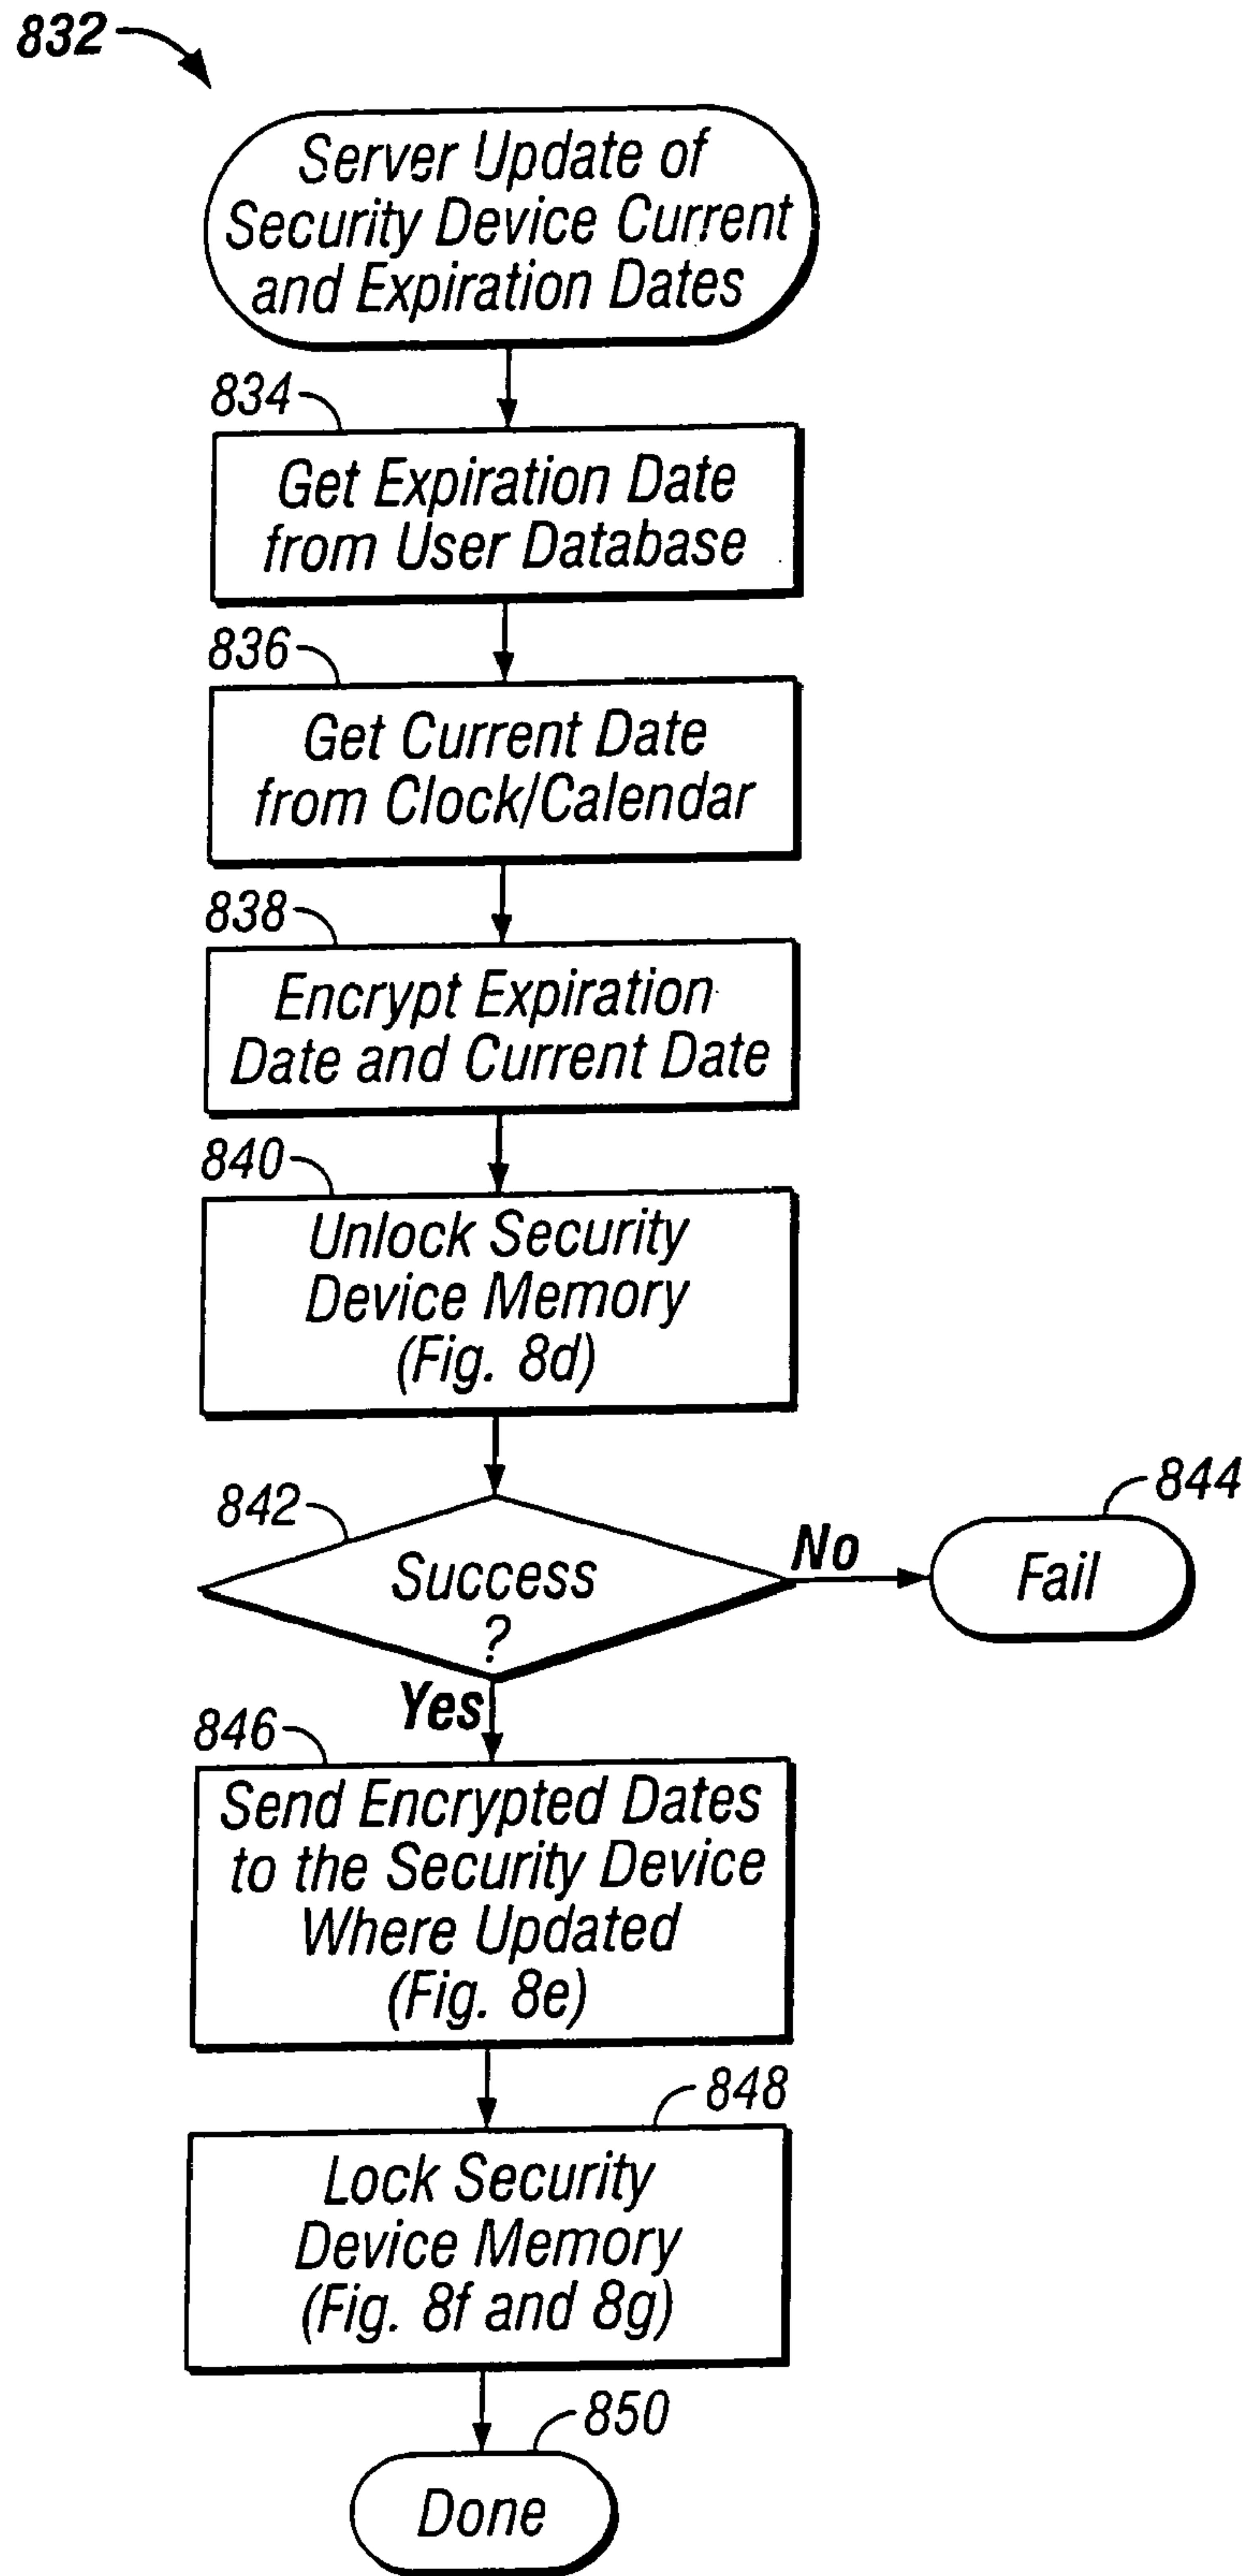 832
Server Update of
Security Device Current
and Expiration Dates
834
Get Expiration Date
from User Database
836
Get Current Date
from Clock/Calendar
838
Encrypt Expiration
Date and Current Date
840
Unlock Security
Device Memory
(Fig. 8d)
842
Success
?
No
844
Fail
Yes
846
Send Encrypted Dates
to the Security Device
Where Updated
(Fig. 8e)
848
Lock Security
Device Memory
(Fig. 8f and 8g)
850
Done